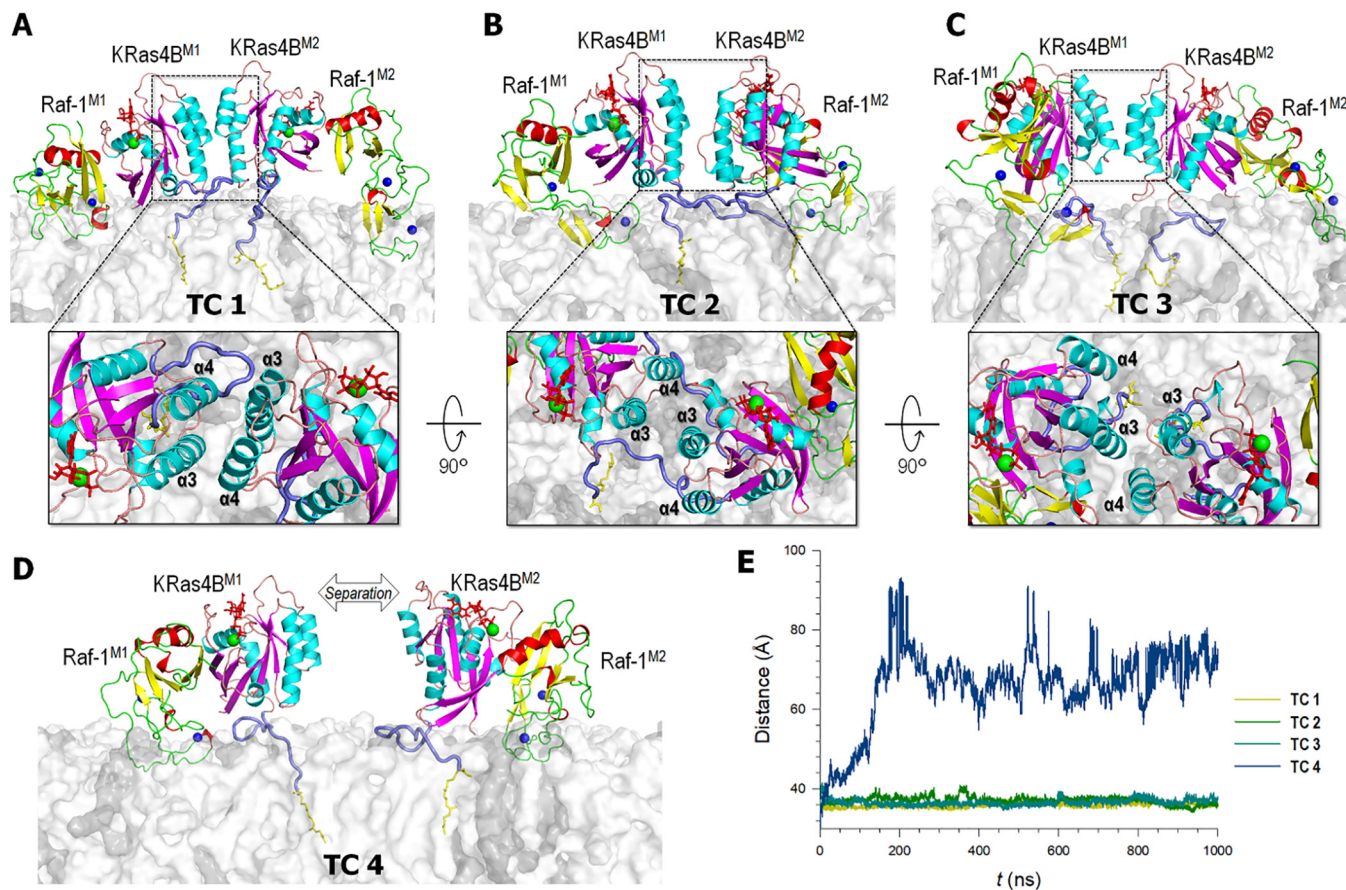 A
KRas4B^M1
KRas4B^M2
Raf-1^M1
Raf-1^M2
TC 1
α4
α3
α3
α4
90°
B
KRas4B^M1
KRas4B^M2
Raf-1^M1
Raf-1^M2
TC 2
α4
α3
α3
α4
90°
C
KRas4B^M1
KRas4B^M2
Raf-1^M1
Raf-1^M2
TC 3
α4
α3
α3
α4
D
KRas4B^M1
Separation
KRas4B^M2
Raf-1^M1
Raf-1^M2
TC 4
E
100
80
60
40
Distance (Å)
0 200 400 600 800 1000
t (ns)
TC 1
TC 2
TC 3
TC 4